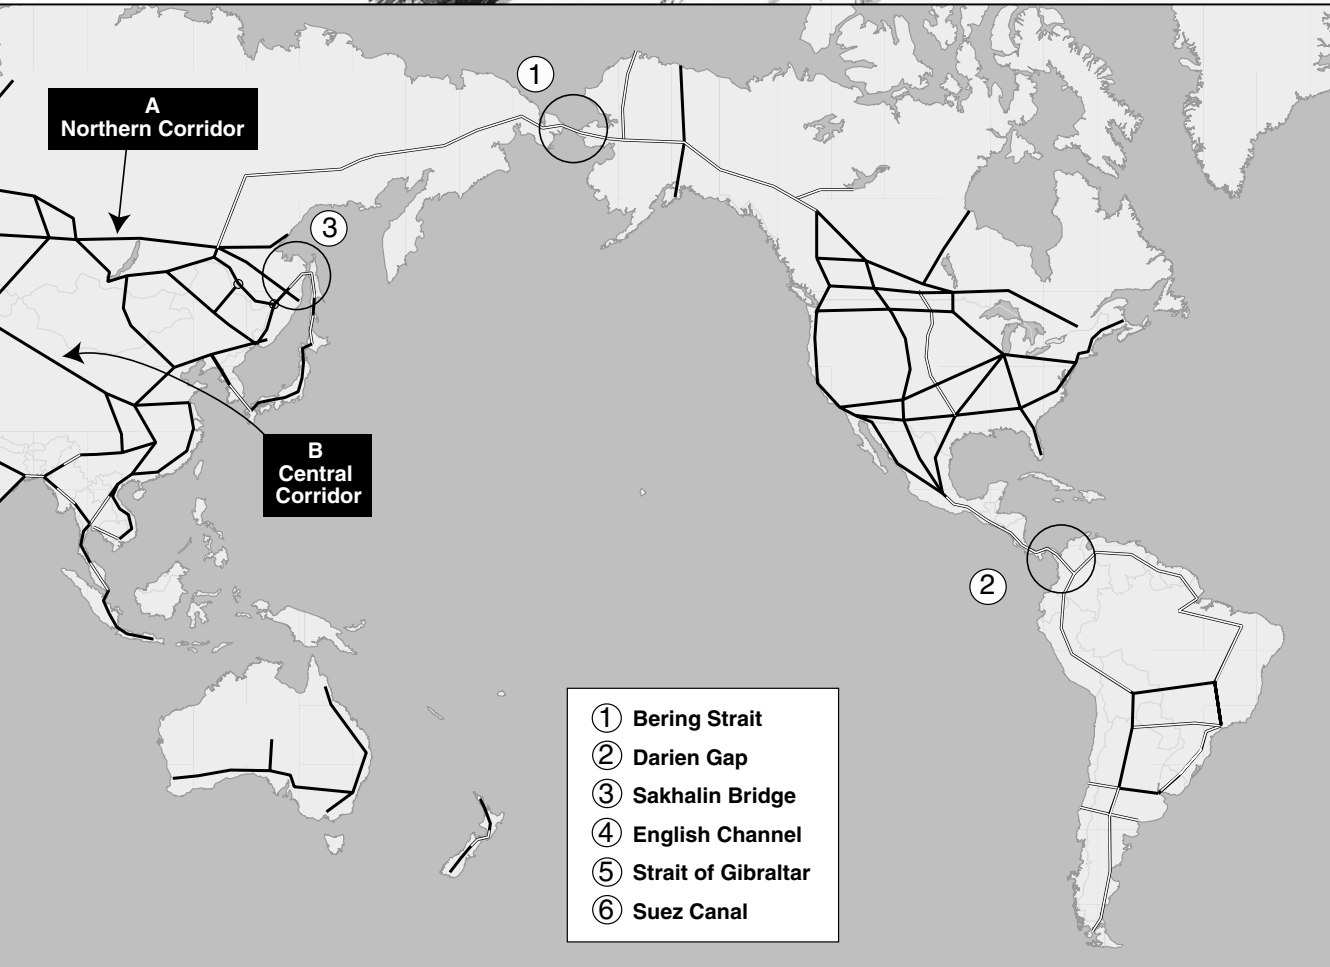 1
A
Northern Corridor
3
B
Central
Corridor
2
1 Bering Strait
2 Darien Gap
3 Sakhalin Bridge
4 English Channel
5 Strait of Gibraltar
6 Suez Canal